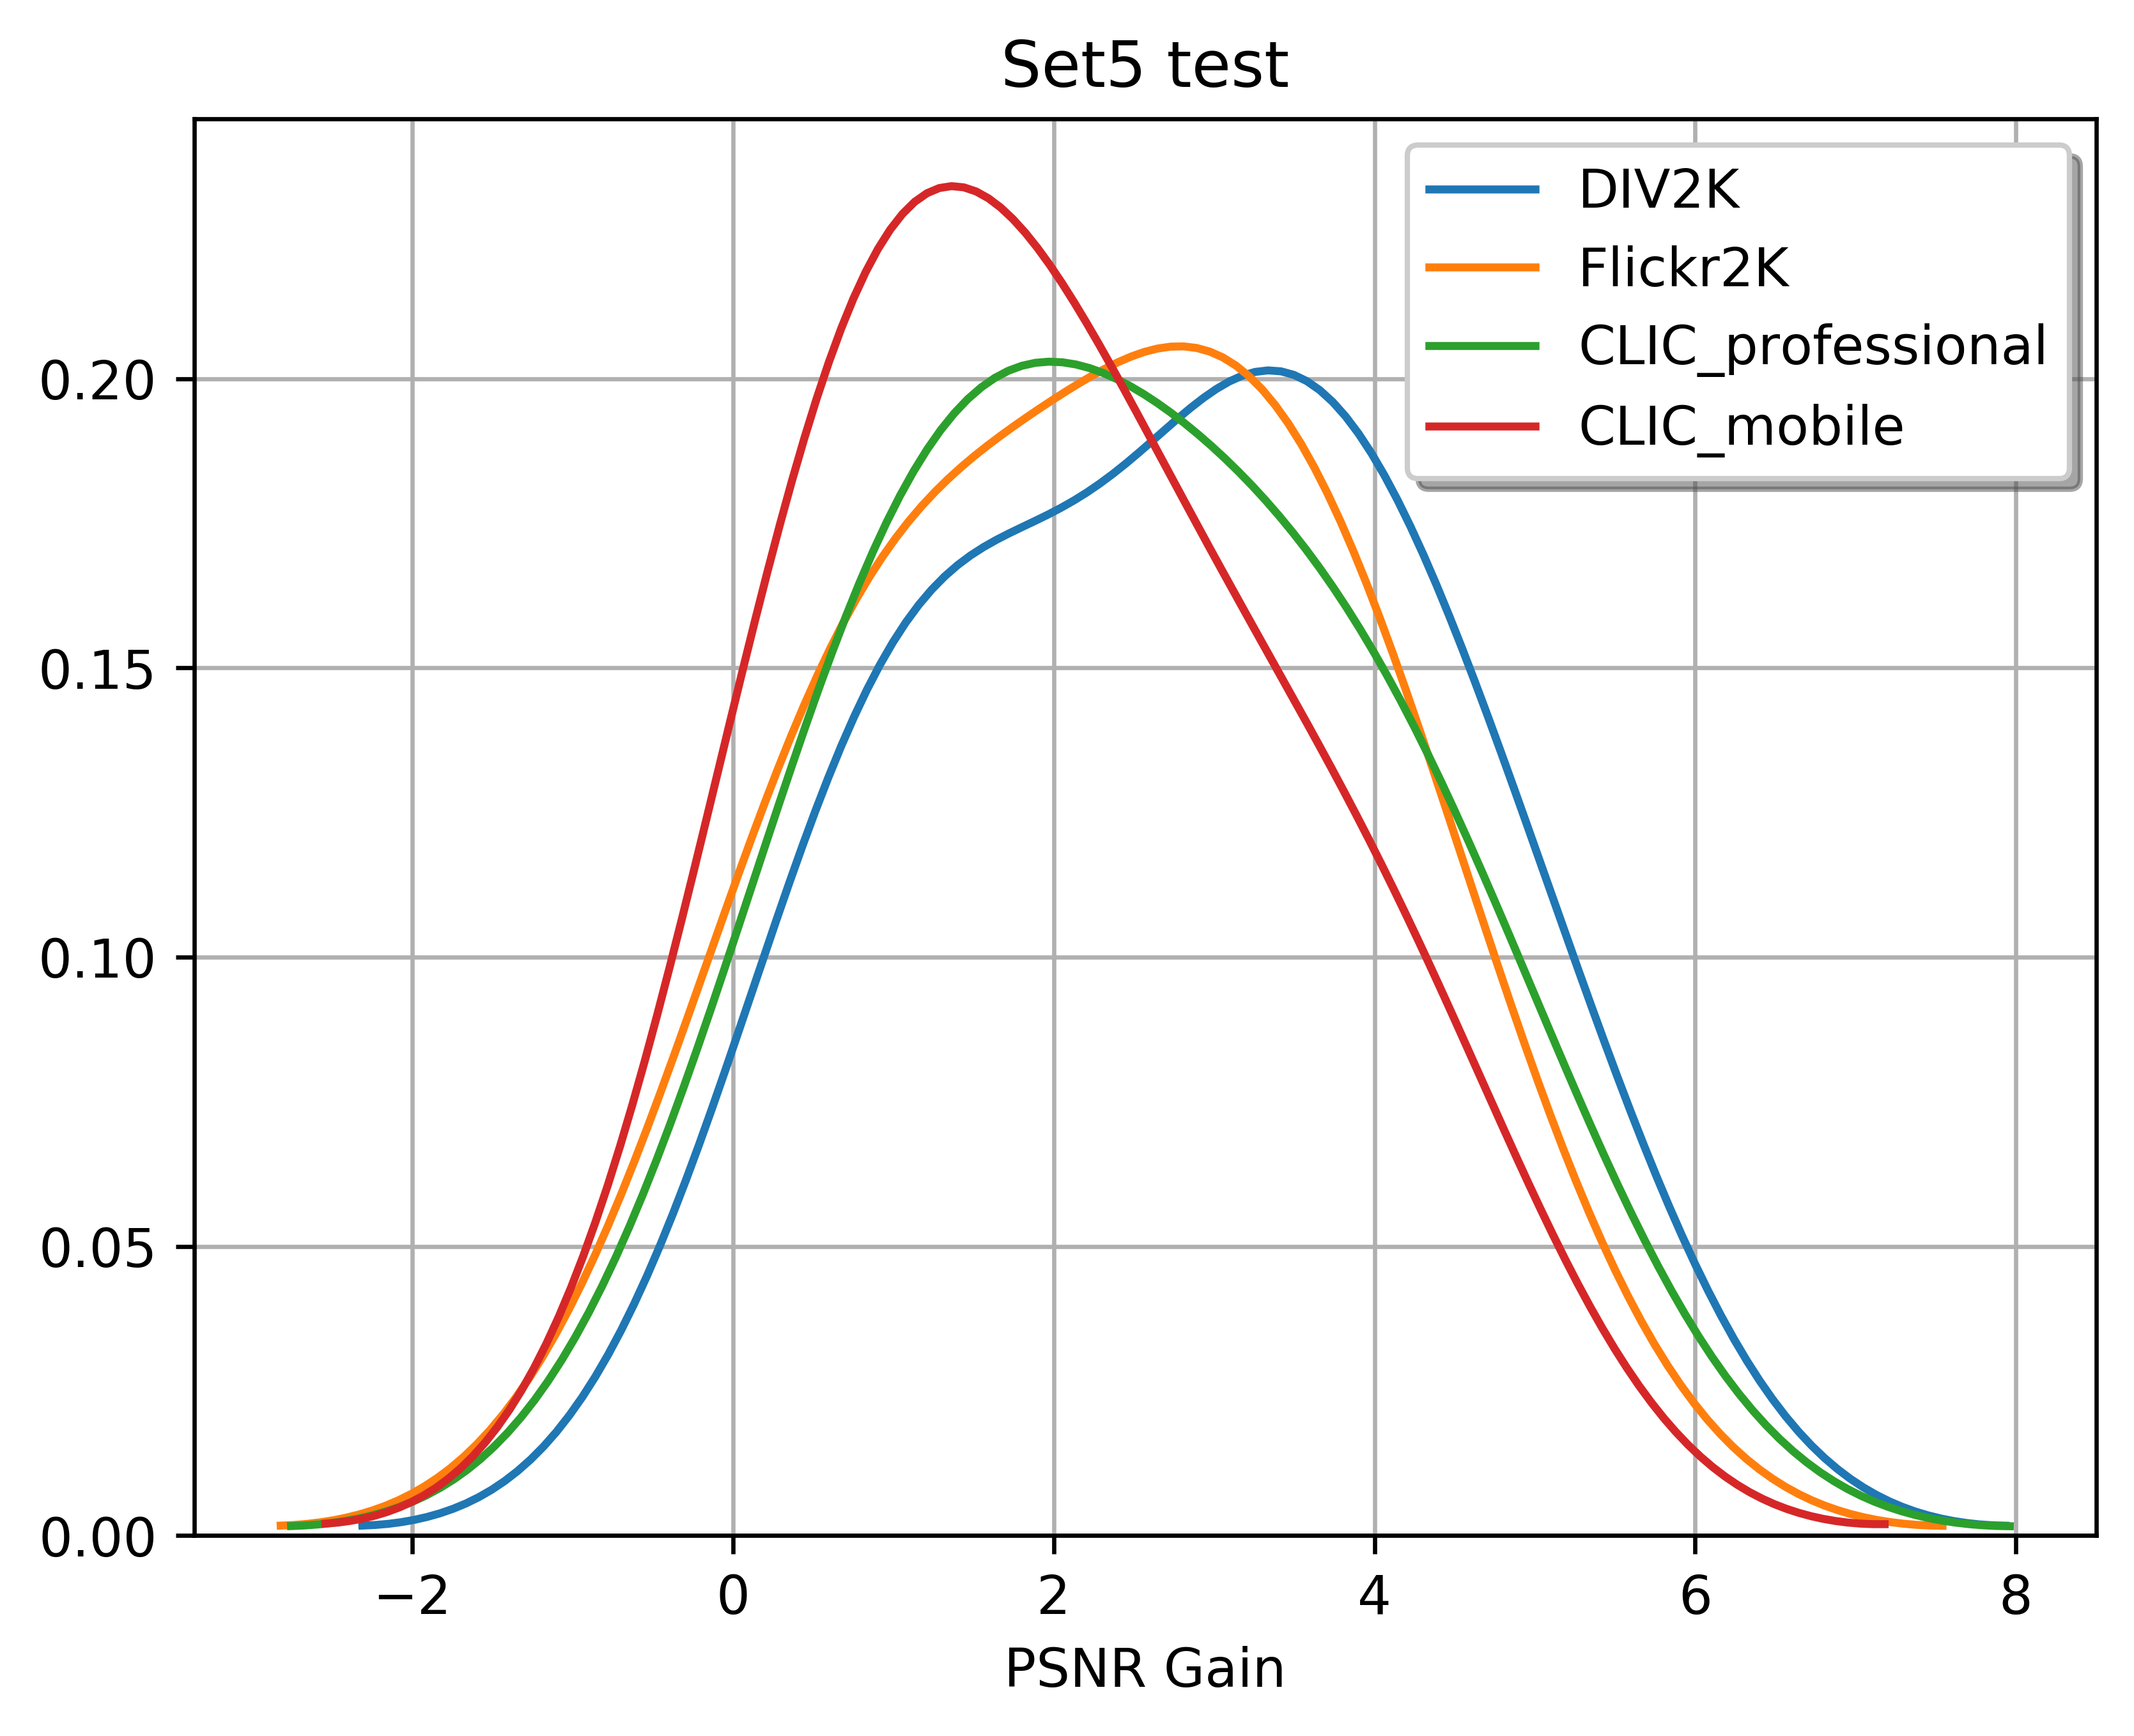 Set5 test
DIV2K
Flickr2K
CLIC_professional
CLIC_mobile
0.20
0.15
0.10
0.05
0.00
−2 0 2 4 6 8
PSNR Gain